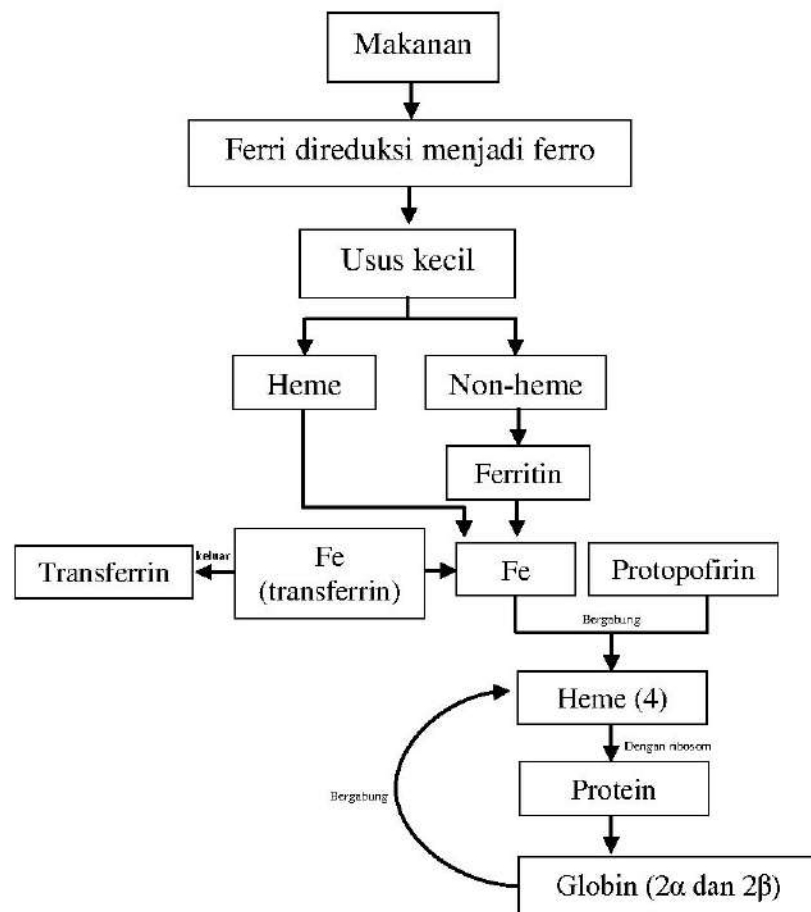 Makanan
Ferri direduksi menjadi ferro
Usus kecil
Heme
Non-heme
Ferritin
Transferrin
keluar
Fe
(transferrin)
Fe
Protopofirin
Bergabung
Heme (4)
Dengan ribosom
Protein
Bergabung
Globin (2α dan 2β)